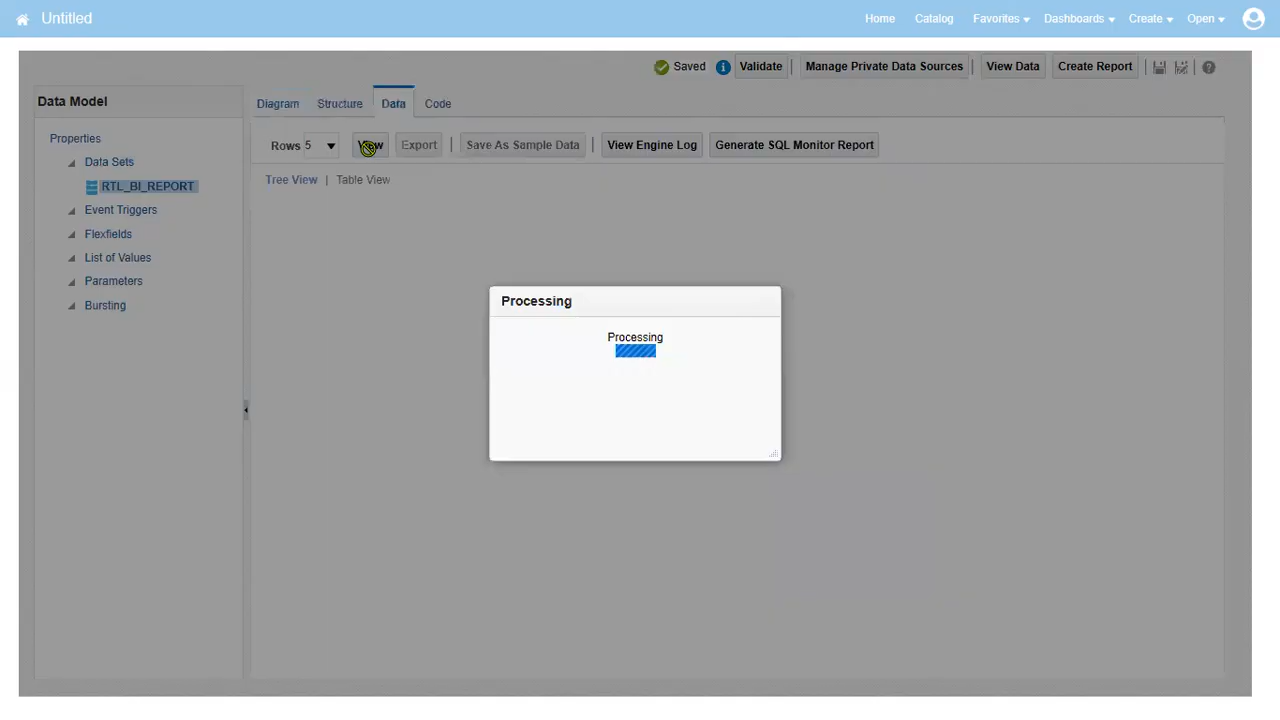 Untitled
Home Catalog Favorites Dashboards Create Open
Saved Validate | Manage Private Data Sources | View Data Create Report
Data Model
Diagram Structure Data Code
Properties
Rows 5 View Export | Save As Sample Data | View Engine Log Generate SQL Monitor Report
Data Sets
Tree View | Table View
RTL_BI_REPORT
Event Triggers
Flexfields
List of Values
Parameters
Bursting
Processing
Processing